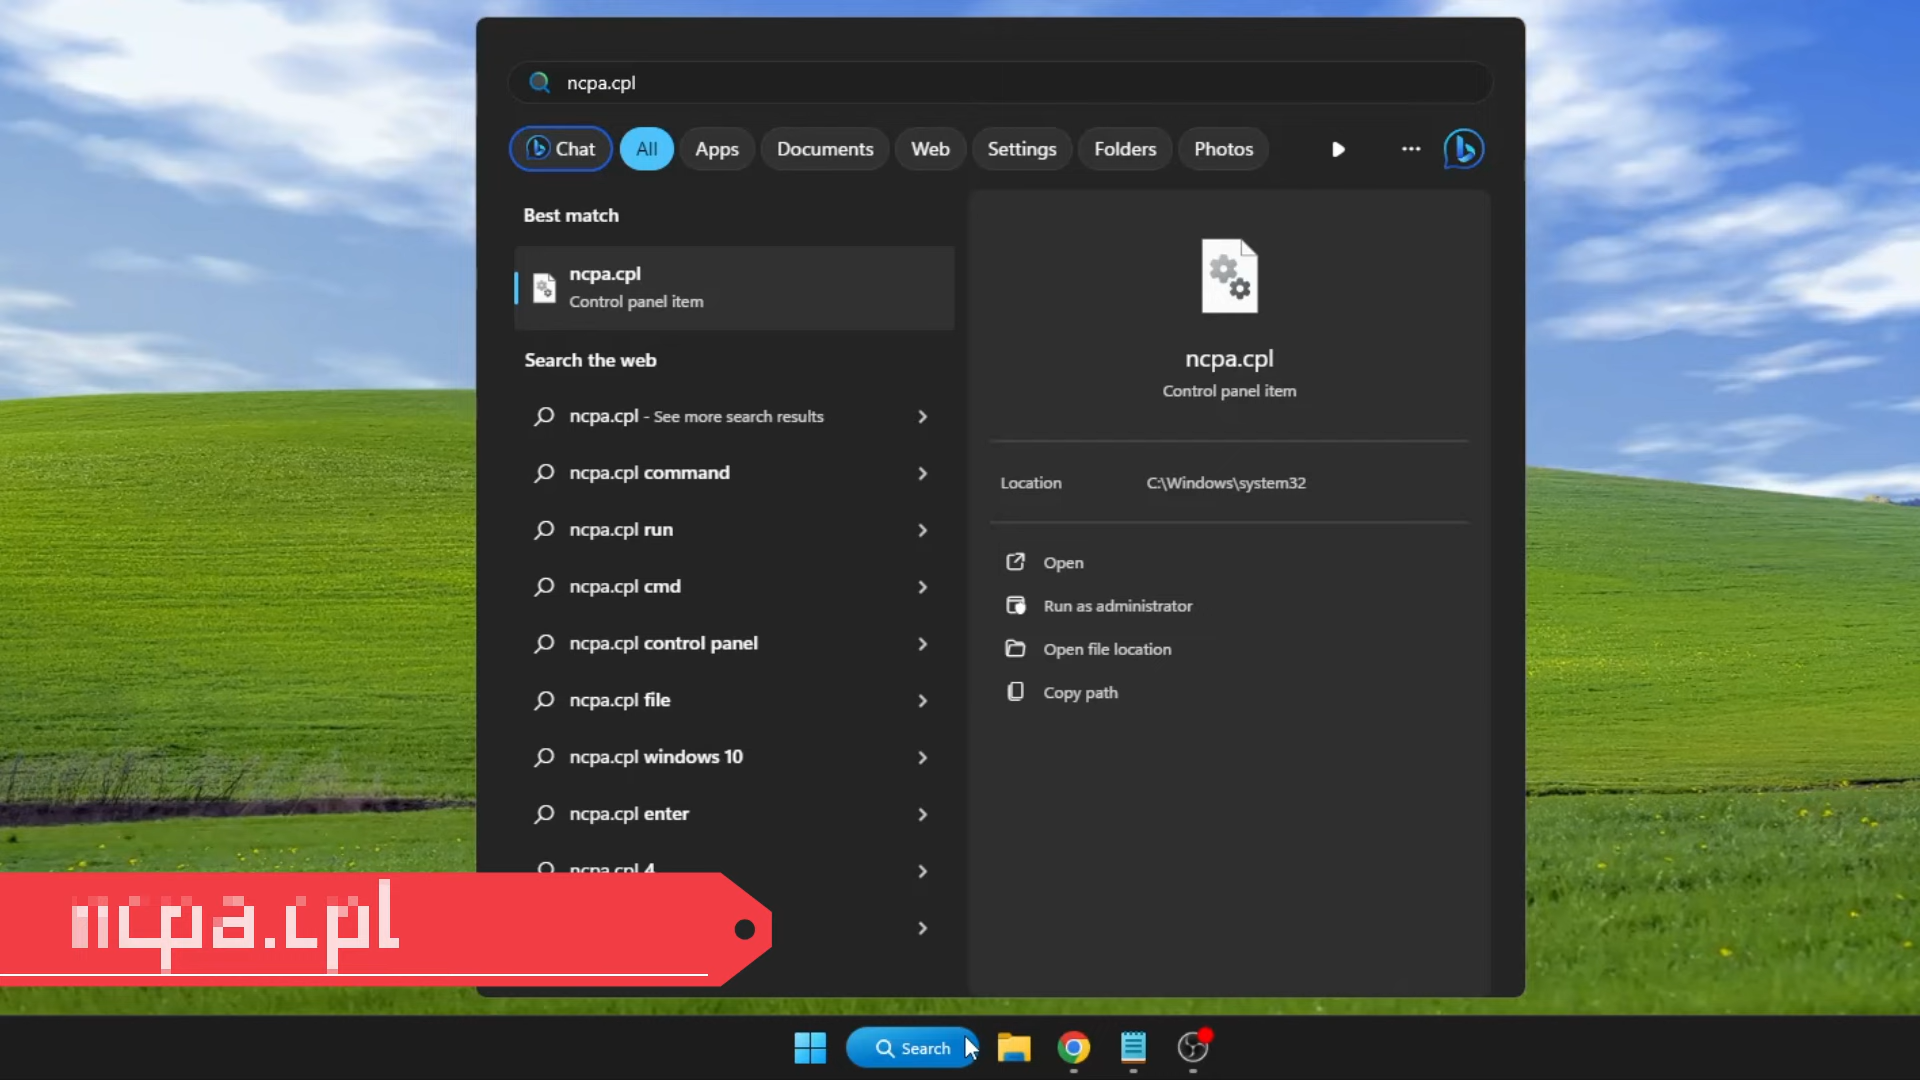 ncpa.cpl
Chat
All
Apps
Documents
Web
Settings
Folders
Photos
Best match
ncpa.cpl
Control panel item
Search the web
ncpa.cpl - See more search results
ncpa.cpl command
ncpa.cpl run
ncpa.cpl cmd
ncpa.cpl control panel
ncpa.cpl file
ncpa.cpl windows 10
ncpa.cpl enter
ncpa.cpl 4
ncpa.cpl
Control panel item
Location C:\Windows\system32
Open
Run as administrator
Open file location
Copy path
ncpa.cpl
Search